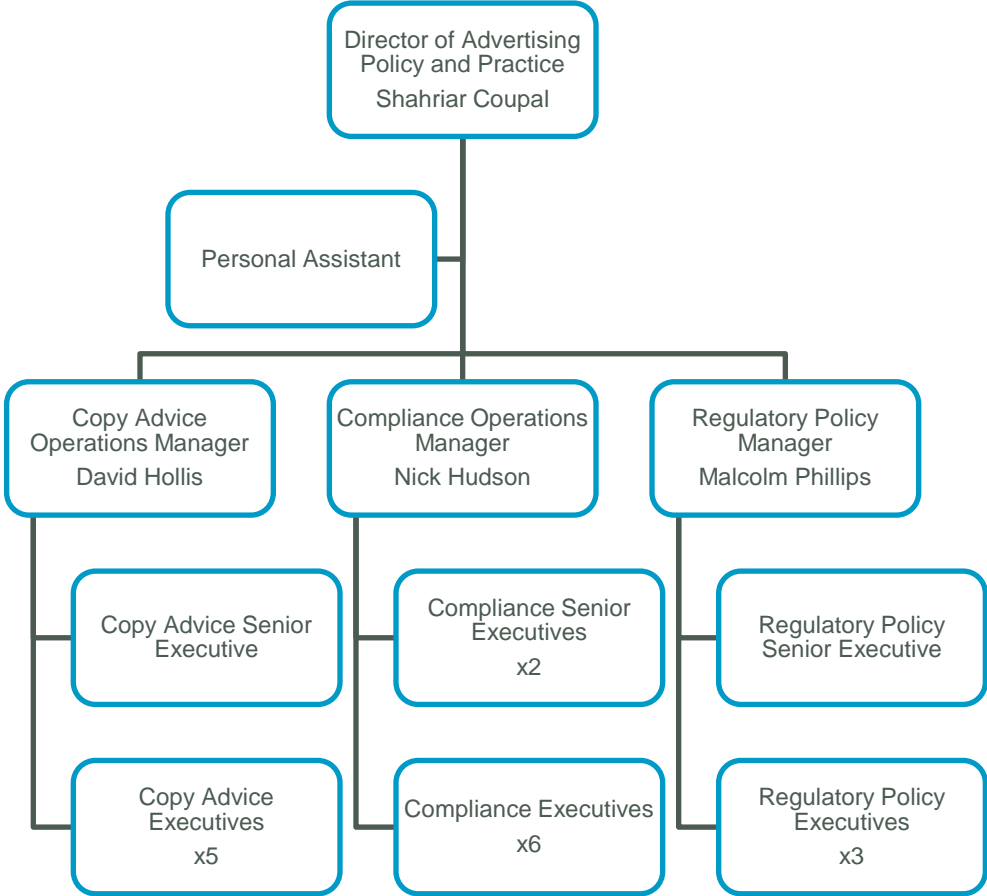 Director of Advertising
Policy and Practice
Shahriar Coupal
Personal Assistant
Copy Advice
Operations Manager
David Hollis
Compliance Operations
Manager
Nick Hudson
Regulatory Policy
Manager
Malcolm Phillips
Copy Advice Senior
Executive
Compliance Senior
Executives
x2
Regulatory Policy
Senior Executive
Copy Advice
Executives
x5
Compliance Executives
x6
Regulatory Policy
Executives
x3